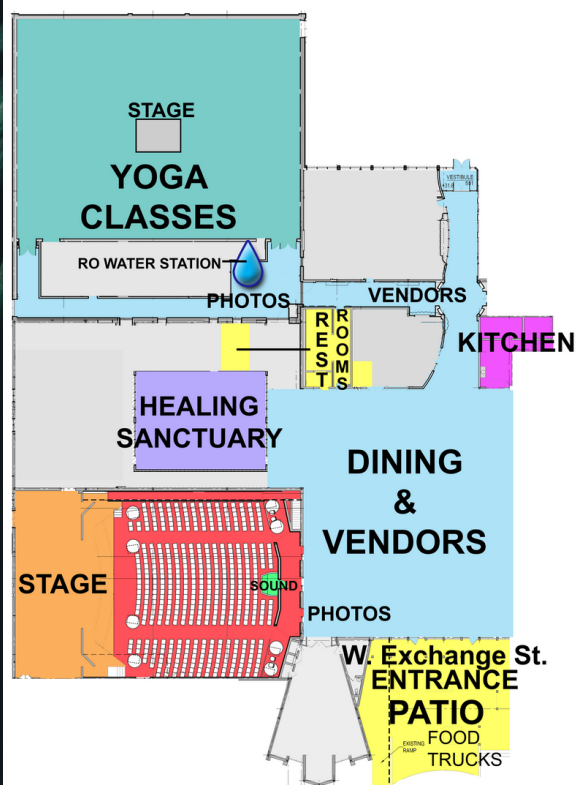 STAGE
YOGA
CLASSES
VESTIBULE
RO WATER STATION
PHOTOS
VENDORS
REST
ROOMS
KITCHEN
HEALING
SANCTUARY
DINING
&
VENDORS
STAGE
SOUND
PHOTOS
W. Exchange St.
ENTRANCE
PATIO
FOOD
TRUCKS
EXISTING
RAMP